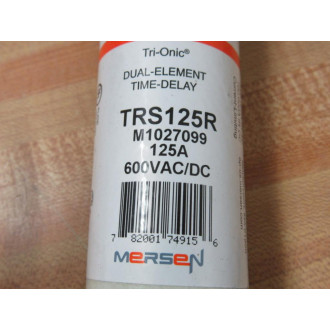 Tri-Onic®
DUAL-ELEMENT
TIME-DELAY
TRS125R
M1027099
125A
600VAC/DC
7 82001 74915 6
MERSEN